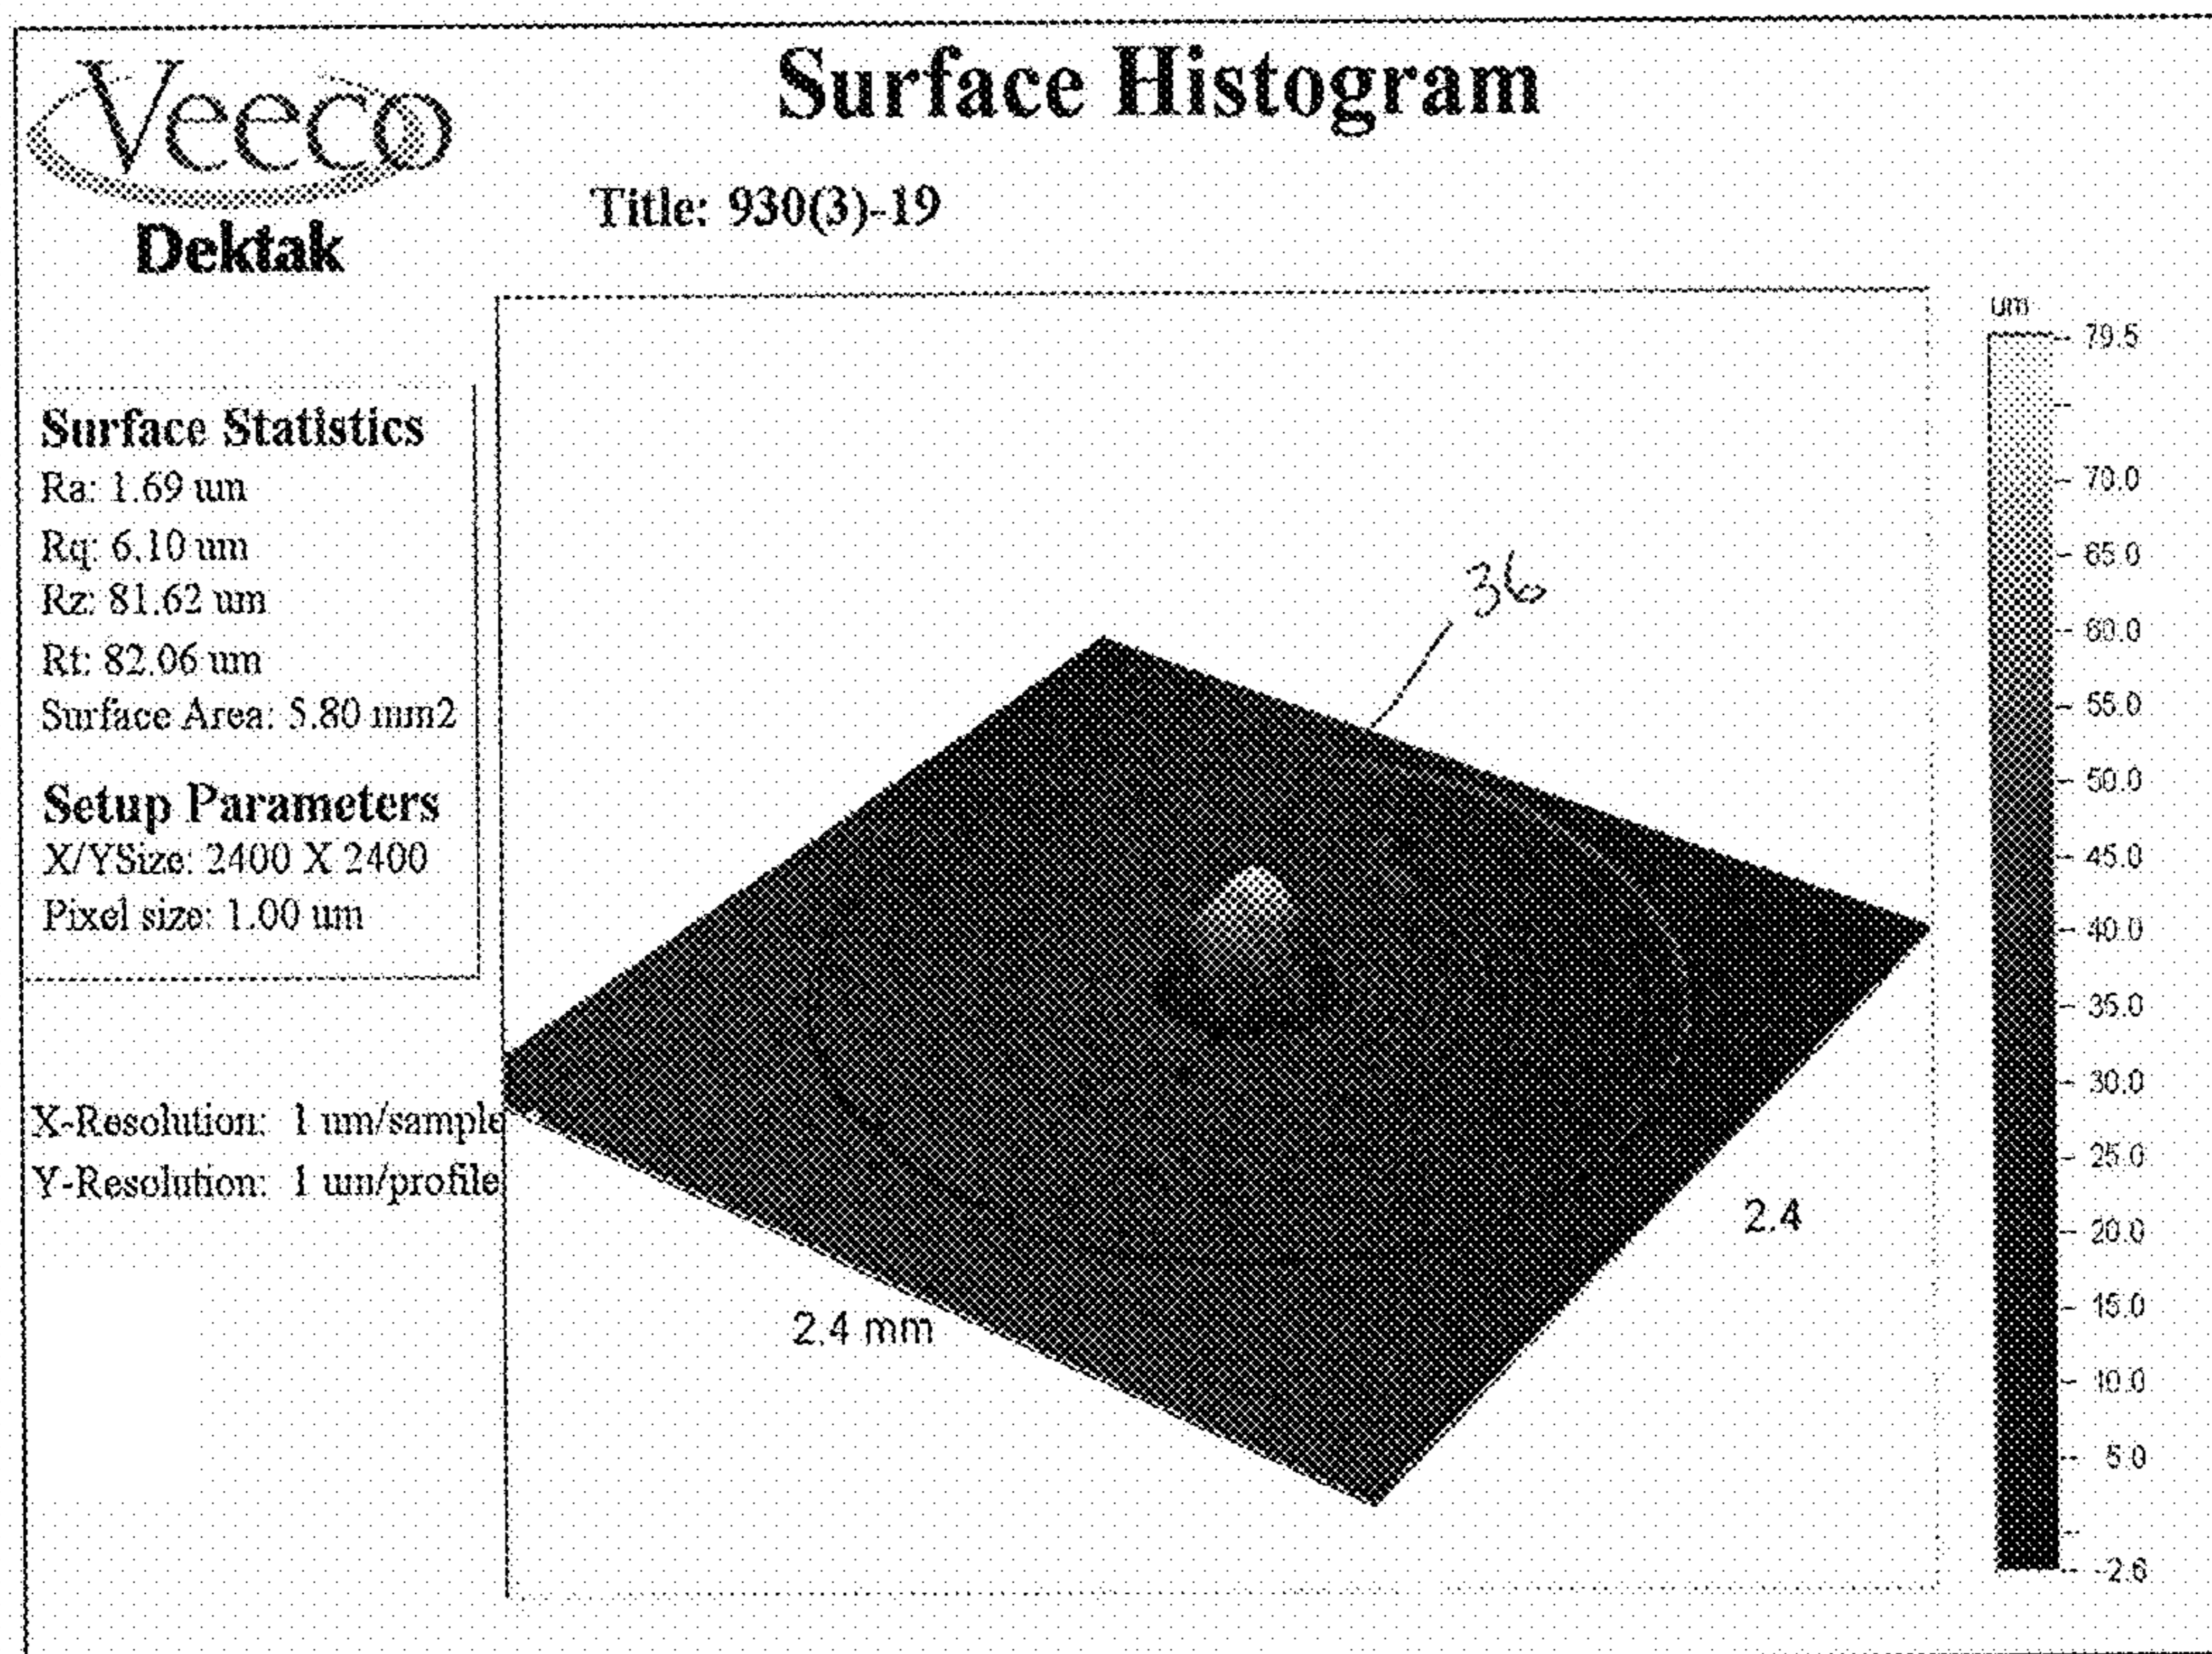 Veeco
Dektak
Surface Histogram
Title: 930(3)-19
Surface Statistics
Ra: 1.69 um
Rq: 6.10 um
Rz: 81.62 um
Rt: 82.06 um
Surface Area: 5.80 mm2
Setup Parameters
X/YSize: 2400 X 2400
Pixel size: 1.00 um
X-Resolution: 1 um/sample
Y-Resolution: 1 um/profile
36
2.4 mm
2.4
um
79.5
70.0
65.0
60.0
55.0
50.0
45.0
40.0
35.0
30.0
25.0
20.0
15.0
10.0
5.0
-2.6